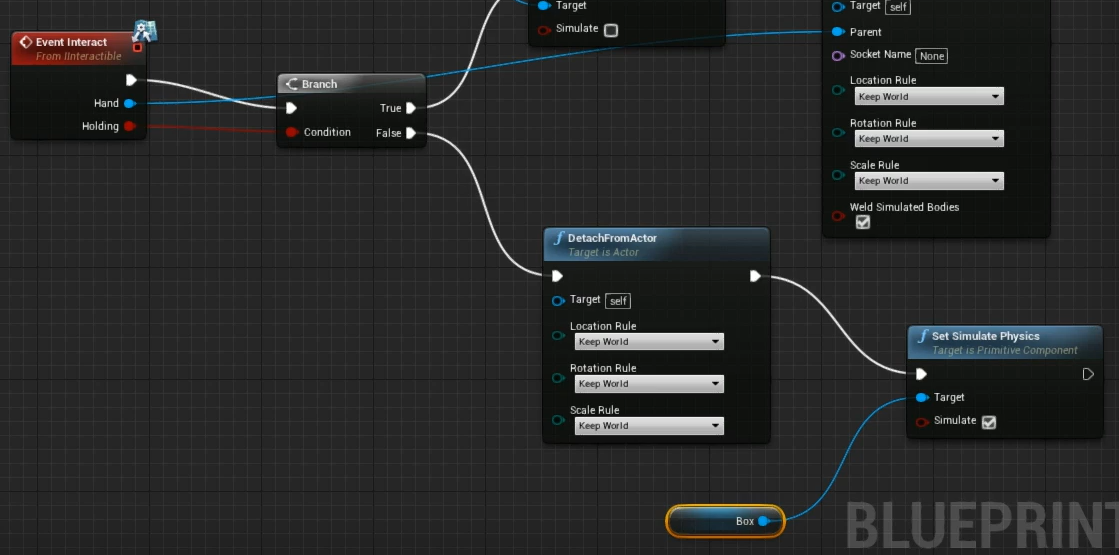 Target
Simulate
Target self
Parent
Socket Name None
Location Rule
Keep World
Rotation Rule
Keep World
Scale Rule
Keep World
Weld Simulated Bodies
Event Interact
From IInteractible
Hand
Holding
Branch
True
Condition
False
f DetachFromActor
Target is Actor
Target self
Location Rule
Keep World
Rotation Rule
Keep World
Scale Rule
Keep World
f Set Simulate Physics
Target is Primitive Component
Target
Simulate
Box
BLUEPRINT